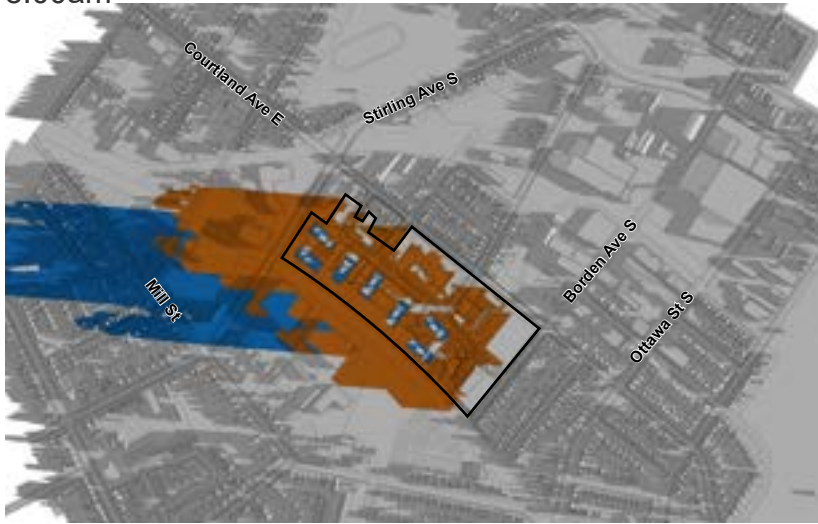 Courtland Ave E
Stirling Ave S
Borden Ave S
Mill St
Ottawa St S